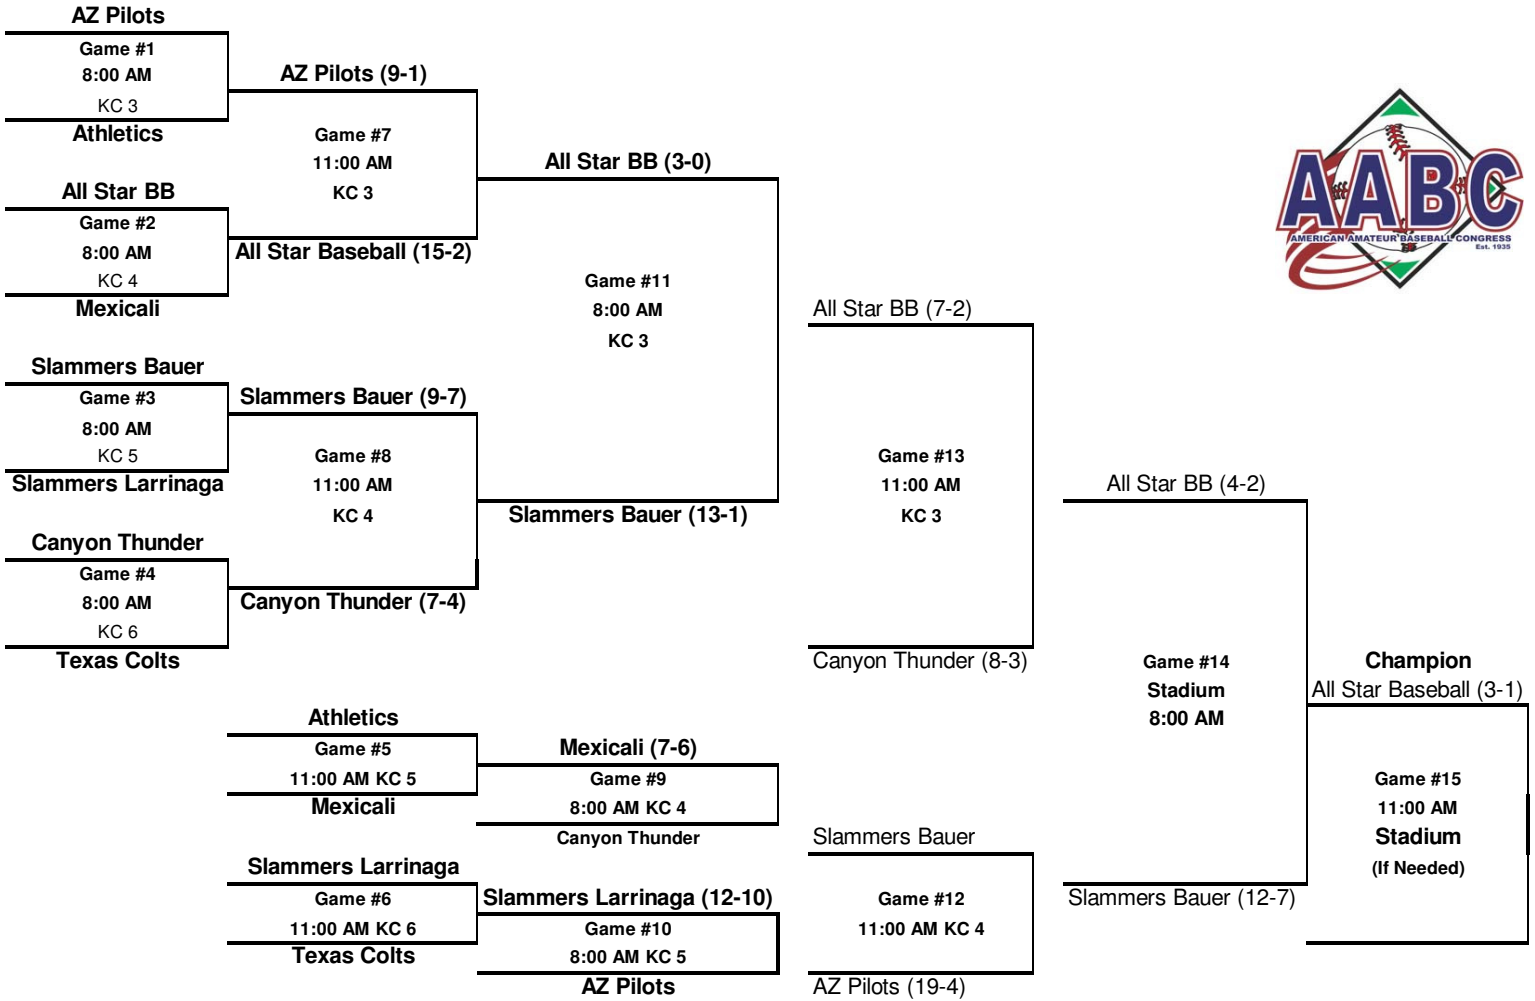 AZ Pilots
Game #1
8:00 AM
KC 3
Athletics
All Star BB
Game #2
8:00 AM
KC 4
Mexicali
Slammers Bauer
Game #3
8:00 AM
KC 5
Slammers Larrinaga
Canyon Thunder
Game #4
8:00 AM
KC 6
Texas Colts
AZ Pilots (9-1)
Game #7
11:00 AM
KC 3
All Star Baseball (15-2)
Slammers Bauer (9-7)
Game #8
11:00 AM
KC 4
Canyon Thunder (7-4)
Athletics
Game #5
11:00 AM KC 5
Mexicali
Slammers Larrinaga
Game #6
11:00 AM KC 6
Texas Colts
All Star BB (3-0)
Game #11
8:00 AM
KC 3
Slammers Bauer (13-1)
Mexicali (7-6)
Game #9
8:00 AM KC 4
Canyon Thunder
Slammers Larrinaga (12-10)
Game #10
8:00 AM KC 5
AZ Pilots
All Star BB (7-2)
Game #13
11:00 AM
KC 3
Canyon Thunder (8-3)
Slammers Bauer
Game #12
11:00 AM KC 4
AZ Pilots (19-4)
All Star BB (4-2)
Game #14
Stadium
8:00 AM
Slammers Bauer (12-7)
AABC
AMERICAN AMATEUR BASEBALL CONGRESS
Est. 1935
Champion
All Star Baseball (3-1)
Game #15
11:00 AM
Stadium
(If Needed)